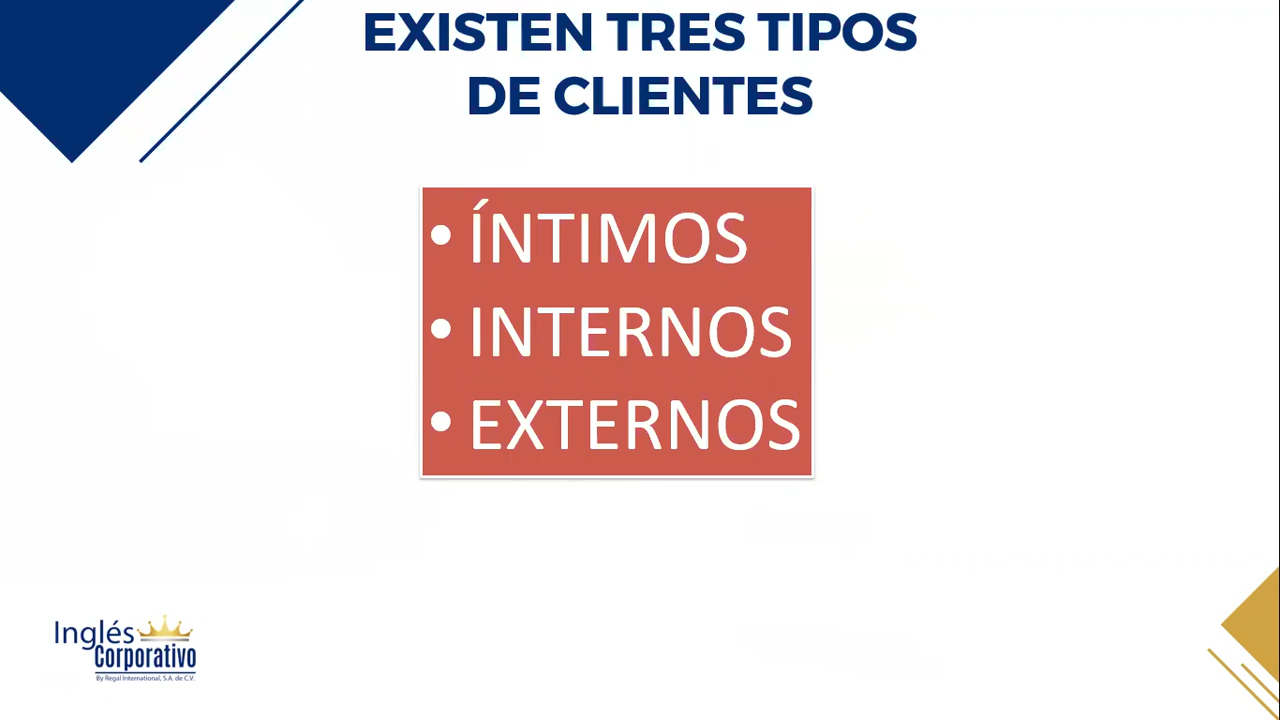 EXISTEN TRES TIPOS
DE CLIENTES
• ÍNTIMOS
• INTERNOS
• EXTERNOS
Inglés
Corporativo
By Regal International, S.A. de C.V.